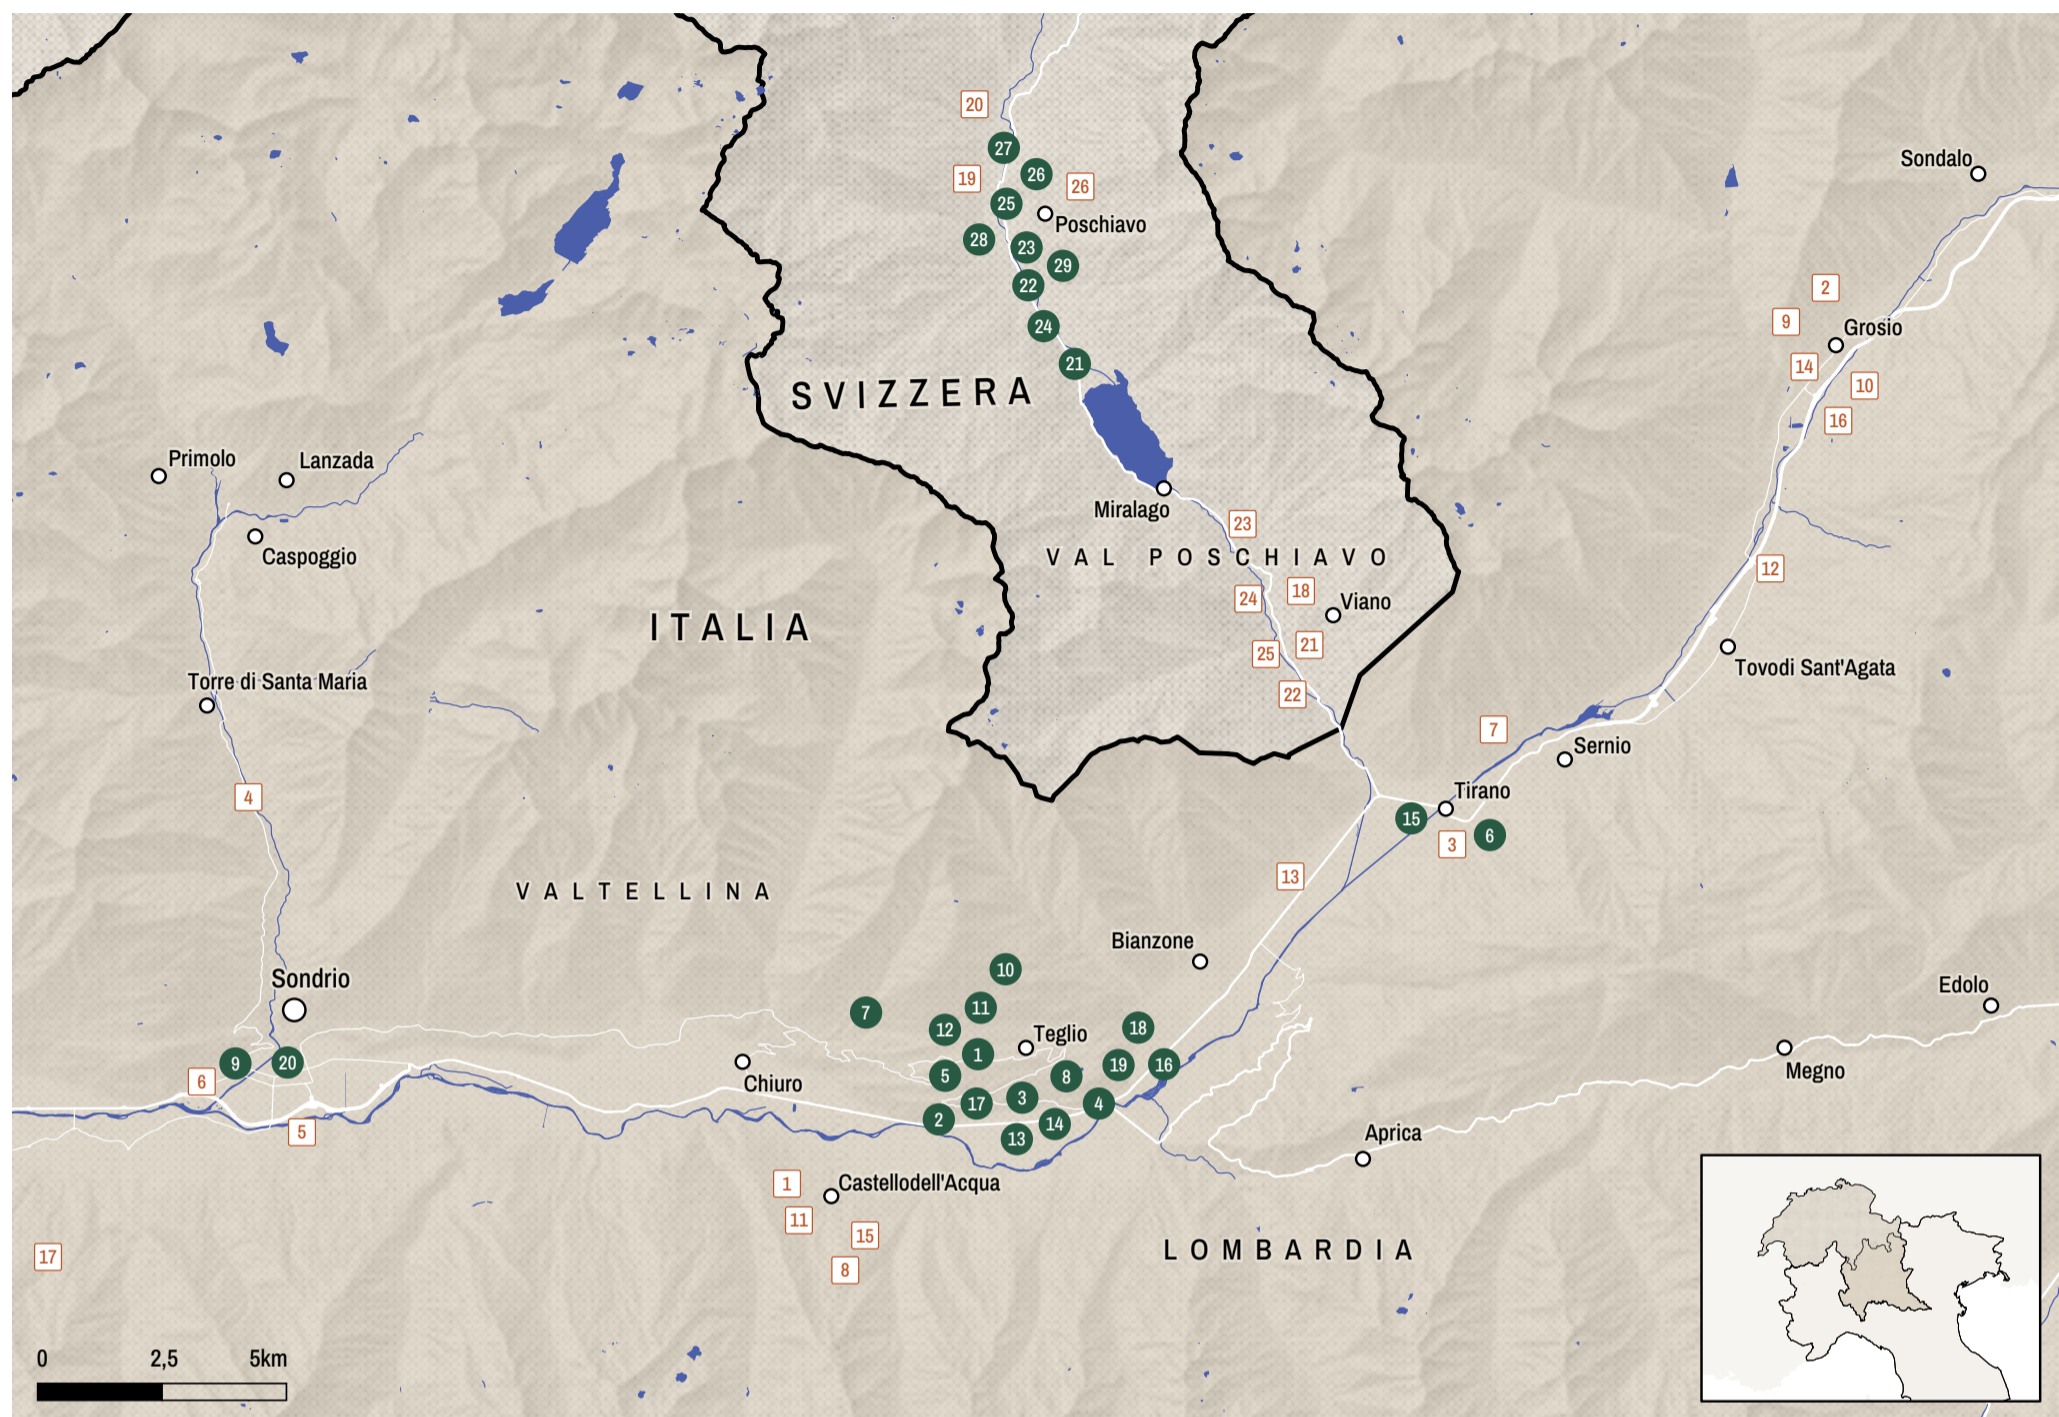 20
27
19
26
26
Sondalo
25
Poschiavo
28
23
29
22
2
9
Grosio
24
14
10
21
16
SVIZZERA
Primolo
Lanzada
Miralago
23
Caspoggio
VAL POSCHIAVO
12
24
18
Viano
ITALIA
25
21
Tovodi Sant'Agata
Torre di Santa Maria
22
7
Sernio
4
Tirano
15
3
6
13
VALTELLINA
Bianzone
Sondrio
10
Edolo
7
11
12
18
Teglio
9
20
1
19
16
Megno
6
Chiuro
5
8
17
3
4
2
14
5
13
Aprica
1
Castellodell'Acqua
11
15
17
8
LOMBARDIA
0
2,5
5km